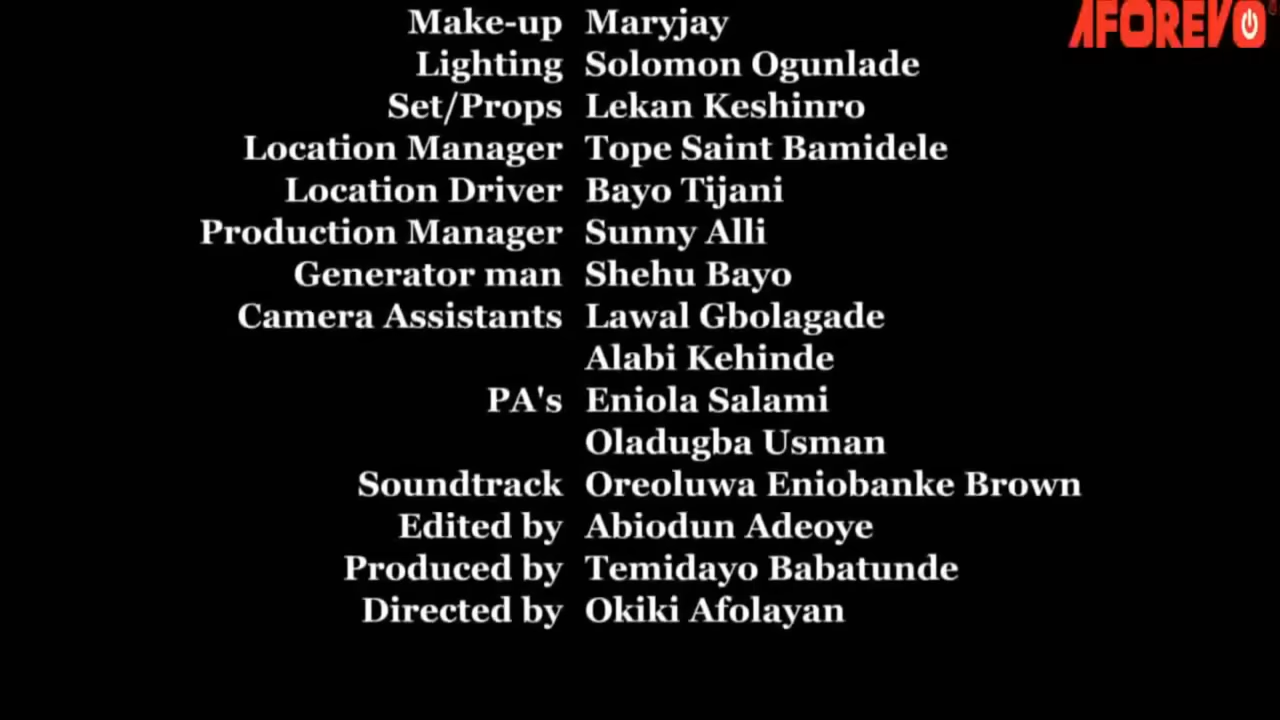 AFOREVO
Make-up Maryjay
Lighting Solomon Ogunlade
Set/Props Lekan Keshinro
Location Manager Tope Saint Bamidele
Location Driver Bayo Tijani
Production Manager Sunny Alli
Generator man Shehu Bayo
Camera Assistants Lawal Gbolagade
Alabi Kehinde
PA's Eniola Salami
Oladugba Usman
Soundtrack Oreoluwa Eniobanke Brown
Edited by Abiodun Adeoye
Produced by Temidayo Babatunde
Directed by Okiki Afolayan